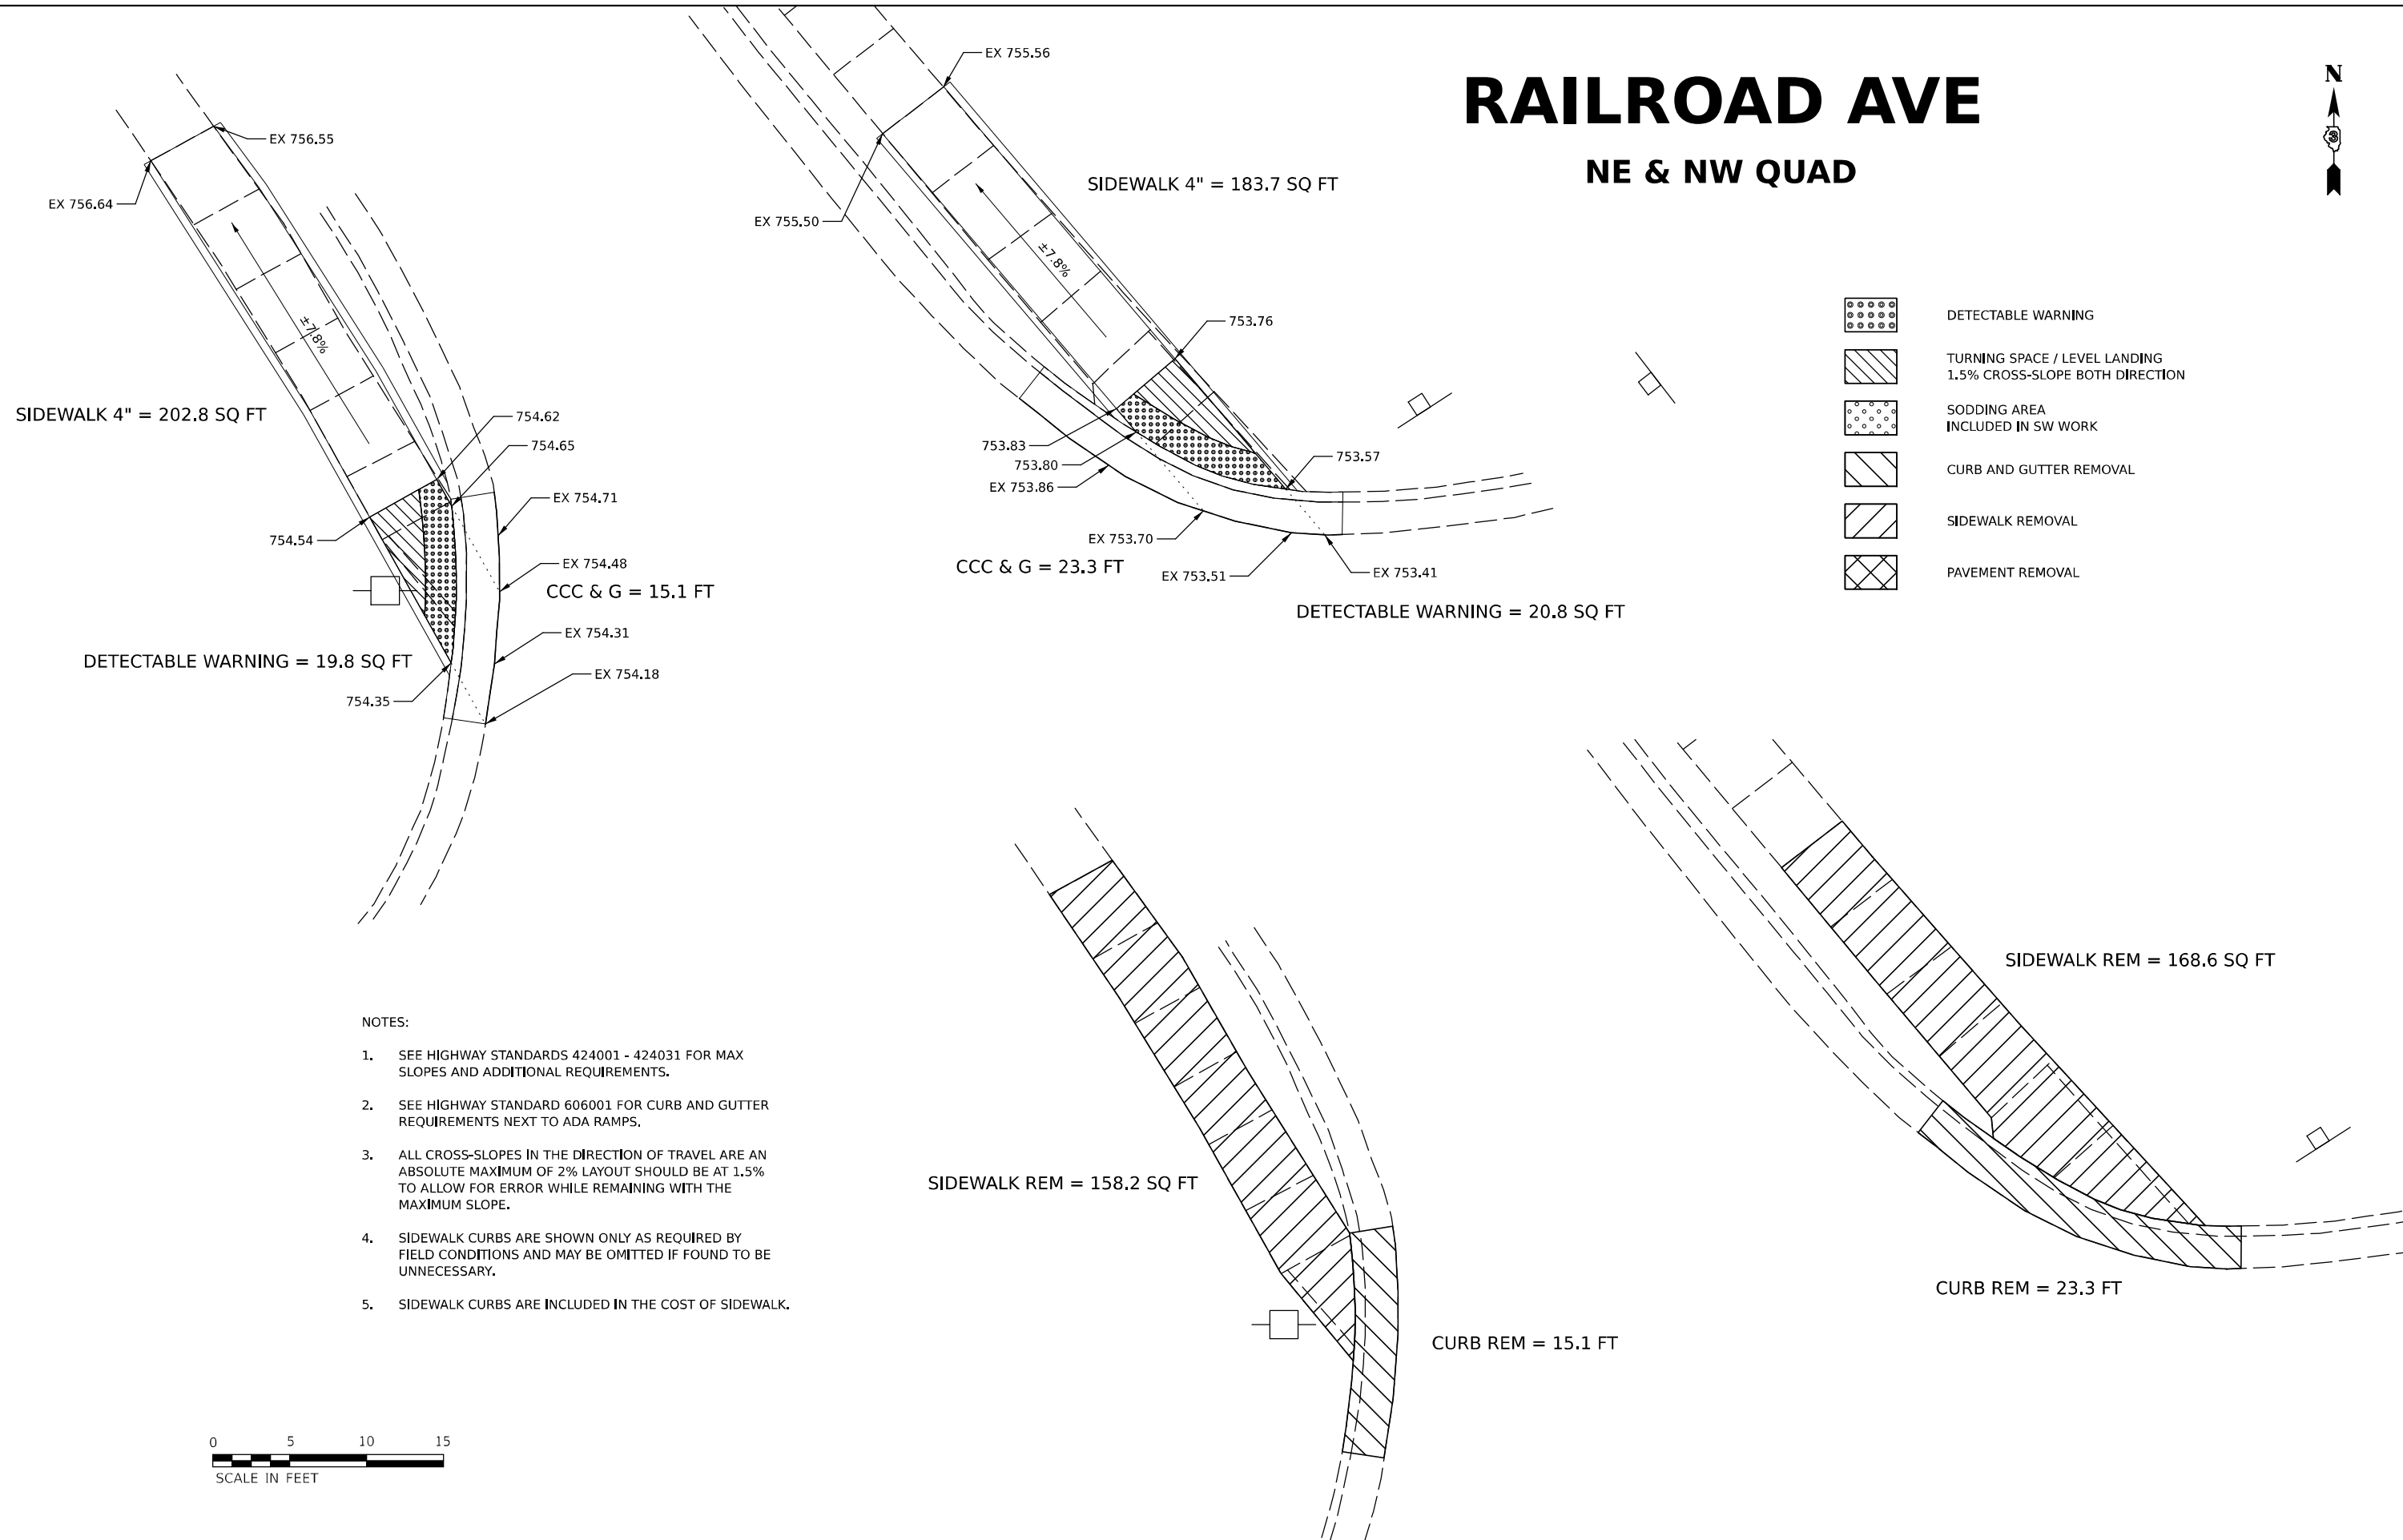 RAILROAD AVE
NE & NW QUAD
N
3
EX 756.55
EX 756.64
±7.8%
SIDEWALK 4" = 202.8 SQ FT
754.62
754.65
EX 754.71
754.54
EX 754.48
CCC & G = 15.1 FT
EX 754.31
DETECTABLE WARNING = 19.8 SQ FT
EX 754.18
754.35
EX 755.56
SIDEWALK 4" = 183.7 SQ FT
EX 755.50
±7.8%
753.76
753.83
753.80
EX 753.86
753.57
EX 753.70
CCC & G = 23.3 FT
EX 753.51
EX 753.41
DETECTABLE WARNING = 20.8 SQ FT
DETECTABLE WARNING
TURNING SPACE / LEVEL LANDING
1.5% CROSS-SLOPE BOTH DIRECTION
SODDING AREA
INCLUDED IN SW WORK
CURB AND GUTTER REMOVAL
SIDEWALK REMOVAL
PAVEMENT REMOVAL
SIDEWALK REM = 168.6 SQ FT
CURB REM = 23.3 FT
SIDEWALK REM = 158.2 SQ FT
CURB REM = 15.1 FT
NOTES:
1. SEE HIGHWAY STANDARDS 424001 - 424031 FOR MAX
SLOPES AND ADDITIONAL REQUIREMENTS.
2. SEE HIGHWAY STANDARD 606001 FOR CURB AND GUTTER
REQUIREMENTS NEXT TO ADA RAMPS.
3. ALL CROSS-SLOPES IN THE DIRECTION OF TRAVEL ARE AN
ABSOLUTE MAXIMUM OF 2% LAYOUT SHOULD BE AT 1.5%
TO ALLOW FOR ERROR WHILE REMAINING WITH THE
MAXIMUM SLOPE.
4. SIDEWALK CURBS ARE SHOWN ONLY AS REQUIRED BY
FIELD CONDITIONS AND MAY BE OMITTED IF FOUND TO BE
UNNECESSARY.
5. SIDEWALK CURBS ARE INCLUDED IN THE COST OF SIDEWALK.
0 5 10 15
SCALE IN FEET